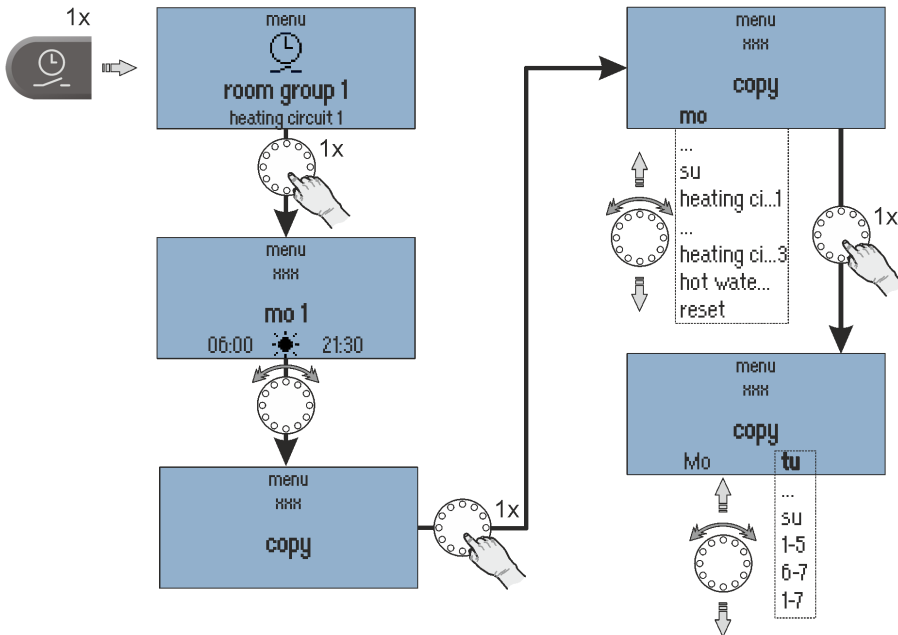 1x
menu
room group 1
heating circuit 1
1x
menu
xxx
mo 1
06:00 21:30
menu
xxx
copy
1x
menu
xxx
copy
mo
...
su
heating ci...1
...
heating ci...3
hot wate...
reset
1x
menu
xxx
copy
Mo tu
...
su
1-5
6-7
1-7